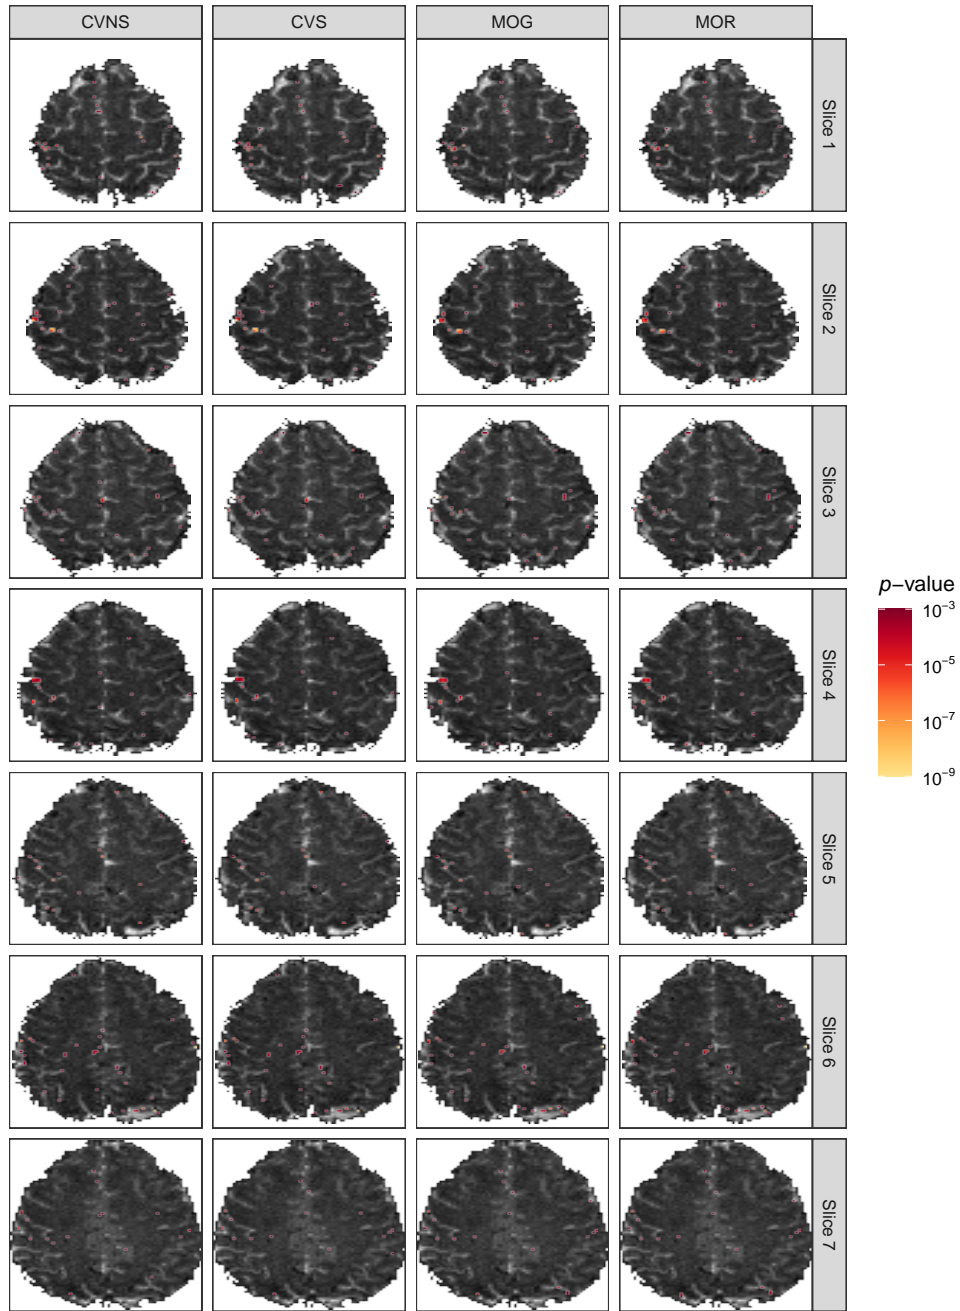 CVNS CVS MOG MOR
Slice 1
Slice 2
Slice 3
Slice 4
Slice 5
Slice 6
Slice 7
p−value
10−3
10−5
10−7
10−9